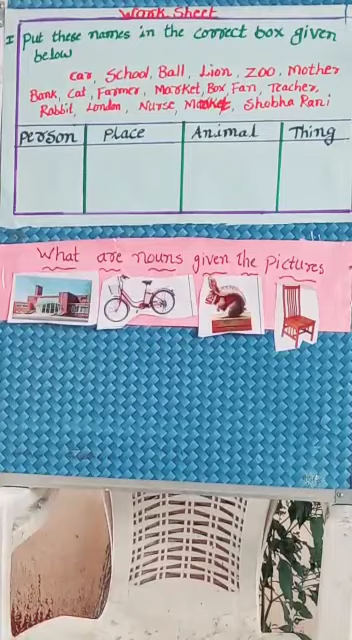 Work Sheet
I Put these names in the correct box given
below
Car, School, Ball, Lion, Zoo, Mother
Bank, Cat, Farmer, Market, Box, Fan, Teacher,
Rabbit, London, Nurse, Market, Shobha Rani
Person Place Animal Thing
What are nouns given the Pictures